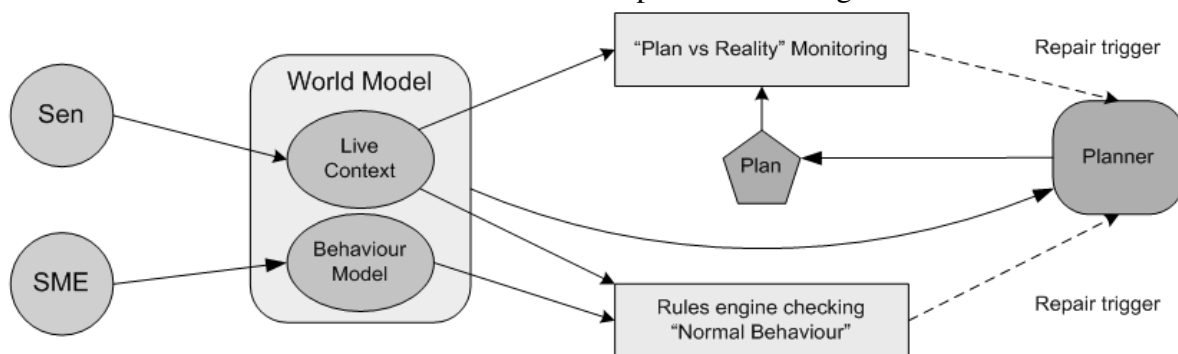 "Plan vs Reality" Monitoring
Repair trigger
World Model
Sen
Live
Context
Plan
Planner
Behaviour
Model
SME
Rules engine checking
"Normal Behaviour"
Repair trigger